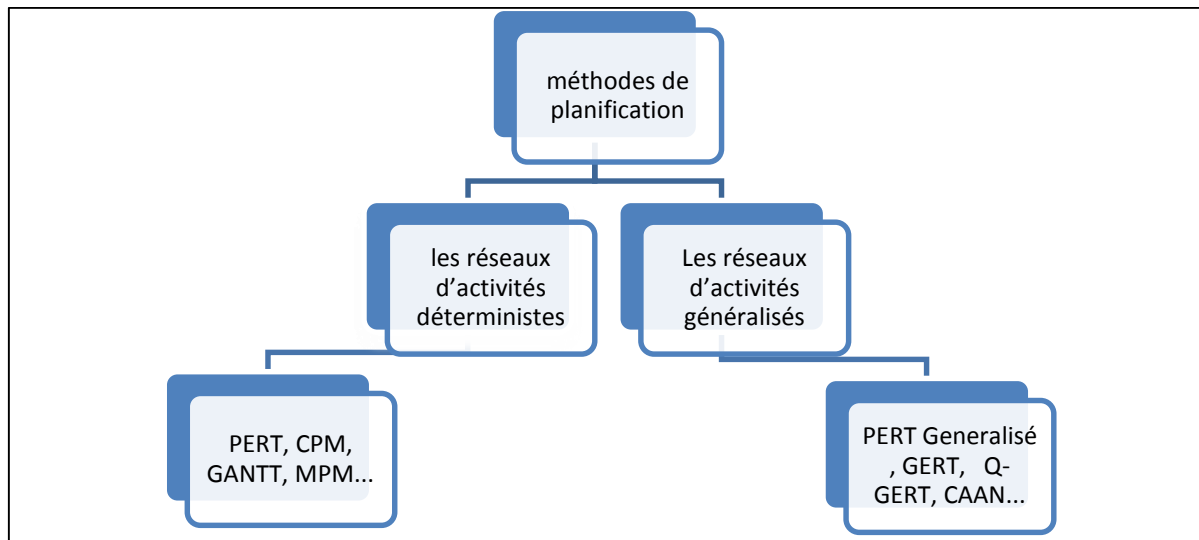 méthodes de
planification
les réseaux
d’activités
déterministes
Les réseaux
d’activités
généralisés
PERT, CPM,
GANTT, MPM...
PERT Generalisé
, GERT, Q-
GERT, CAAN...